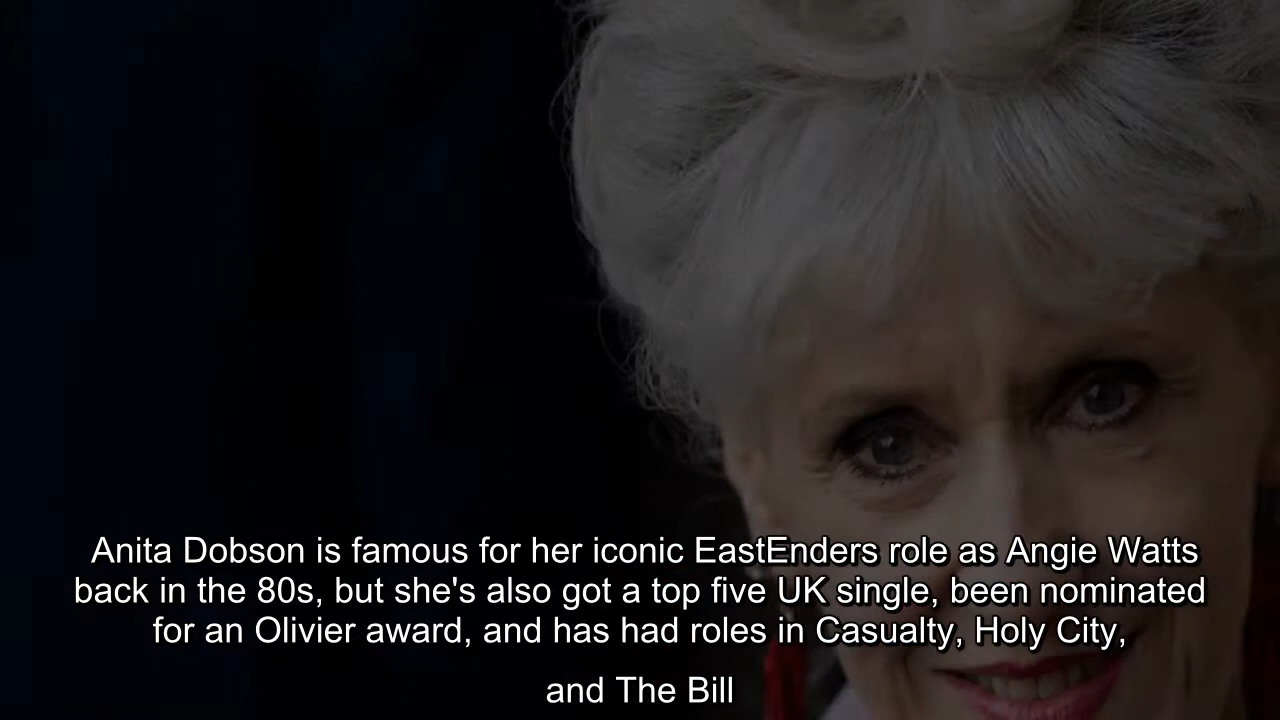 Anita Dobson is famous for her iconic EastEnders role as Angie Watts
back in the 80s, but she's also got a top five UK single, been nominated
for an Olivier award, and has had roles in Casualty, Holy City,
and The Bill